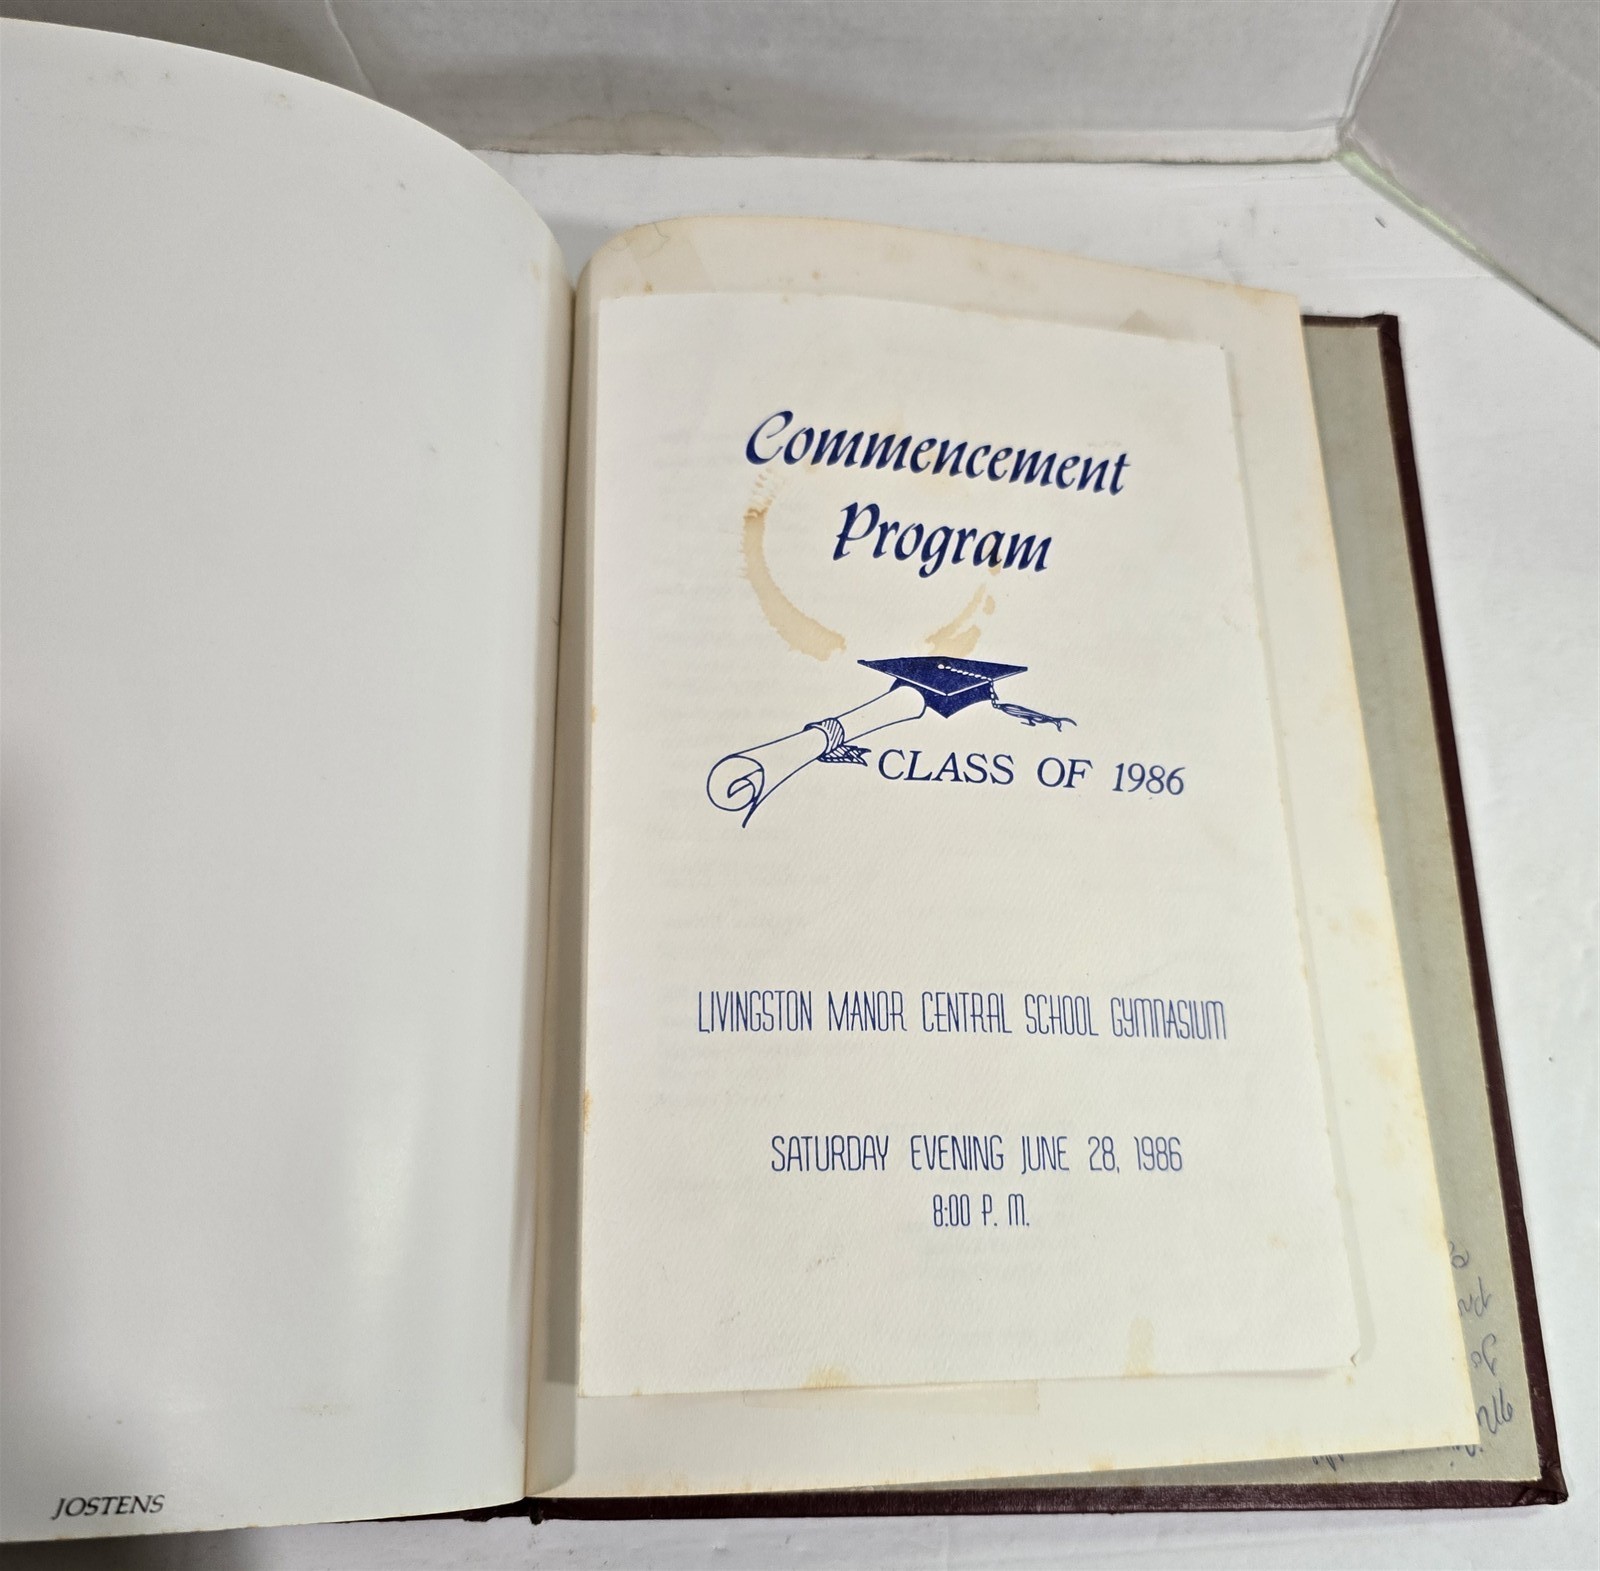 Commencement
Program
CLASS OF 1986
LIVINGSTON MANOR CENTRAL SCHOOL GYMNASIUM
SATURDAY EVENING JUNE 28, 1986
8:00 P. M.
JOSTENS